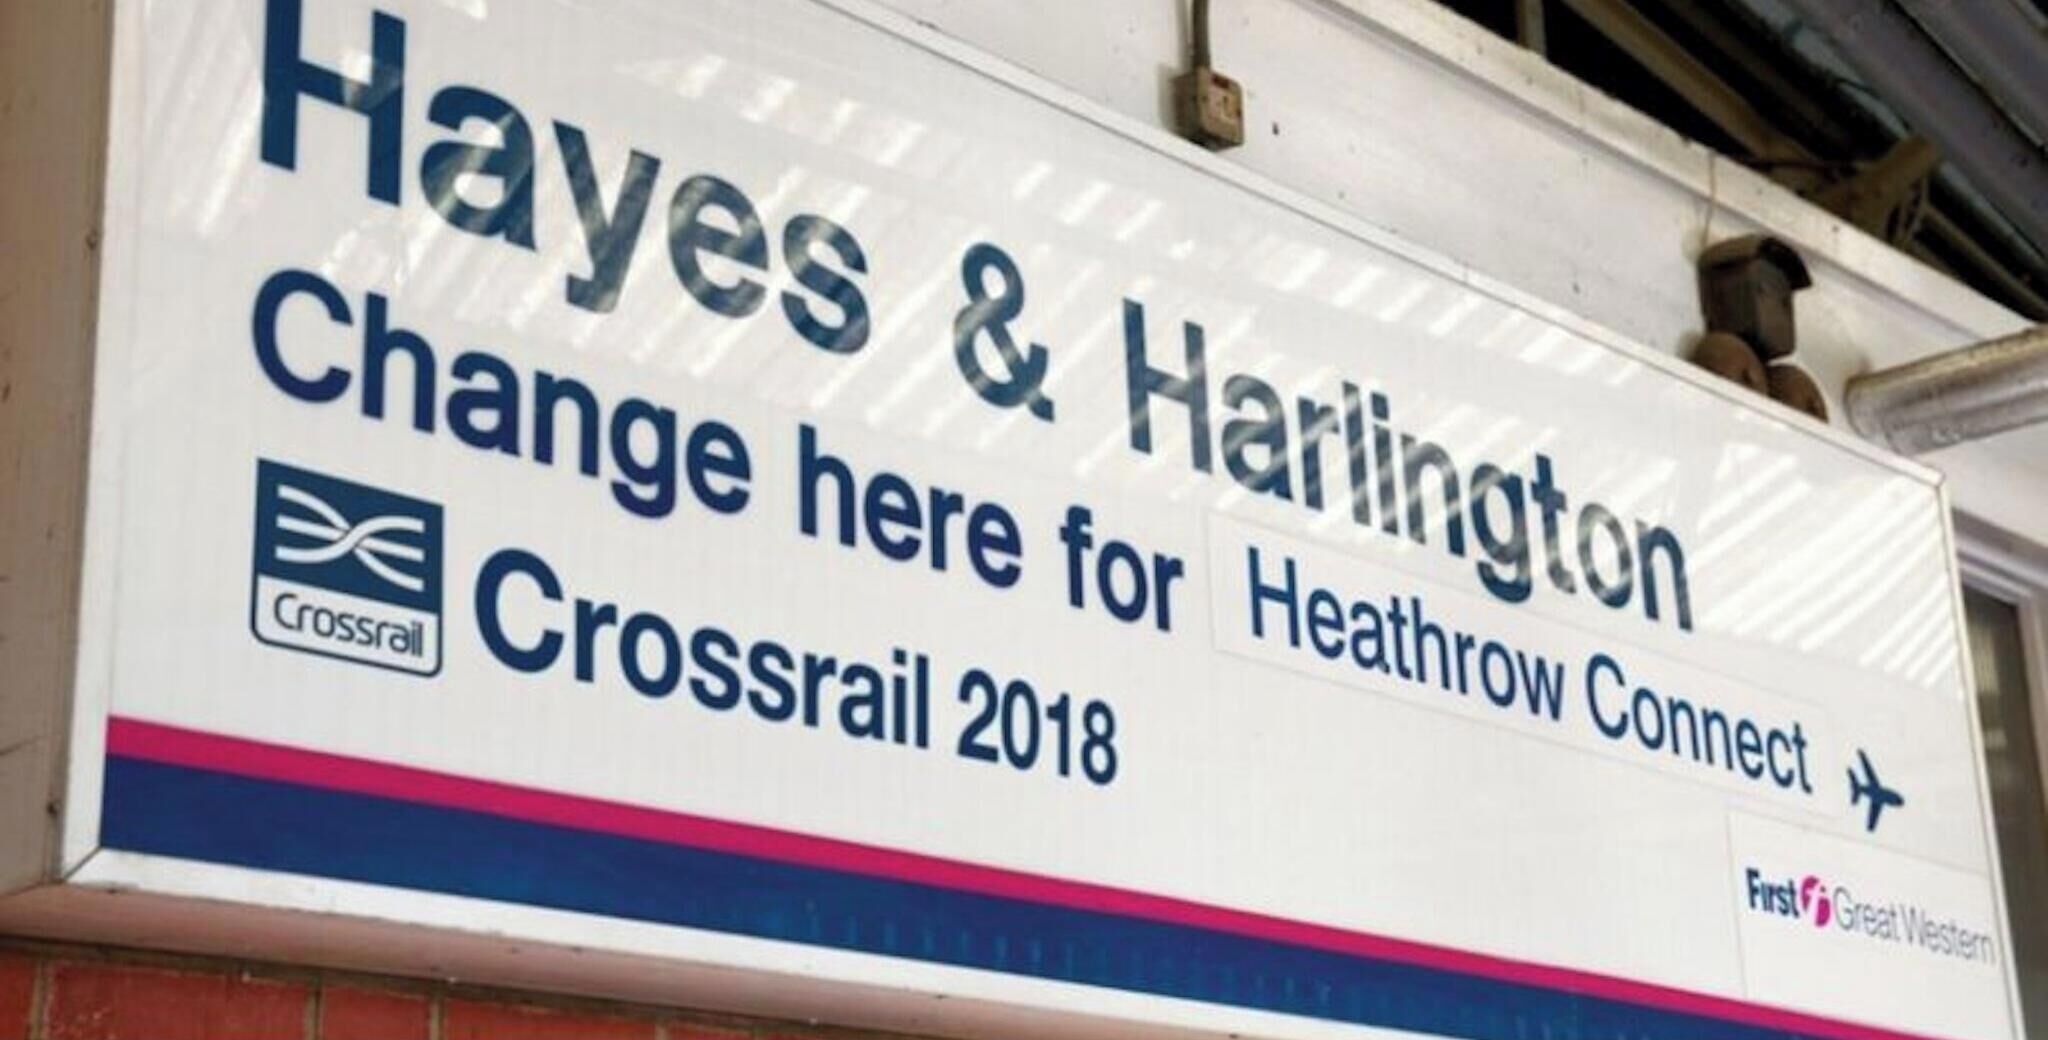 Hayes & Harlington
Change here for Heathrow Connect
Crossrail
Crossrail 2018
First Great Western